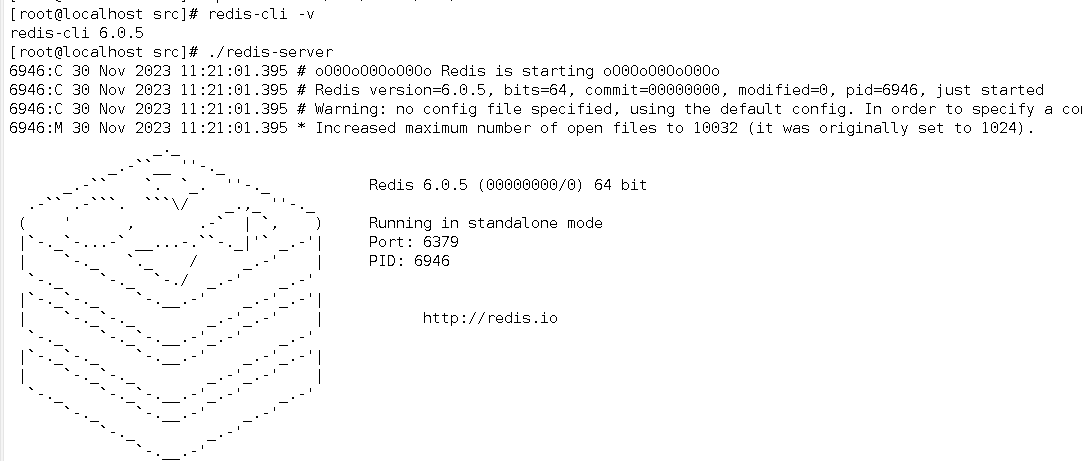 [root@localhost src]# redis-cli -v
redis-cli 6.0.5
[root@localhost src]# ./redis-server
6946:C 30 Nov 2023 11:21:01.395 # oO0OoO0OoO0Oo Redis is starting oO0OoO0OoO0Oo
6946:C 30 Nov 2023 11:21:01.395 # Redis version=6.0.5, bits=64, commit=00000000, modified=0, pid=6946, just started
6946:C 30 Nov 2023 11:21:01.395 # Warning: no config file specified, using the default config. In order to specify a
6946:M 30 Nov 2023 11:21:01.395 * Increased maximum number of open files to 10032 (it was originally set to 1024).
Redis 6.0.5 (00000000/0) 64 bit
Running in standalone mode
Port: 6379
PID: 6946
http://redis.io